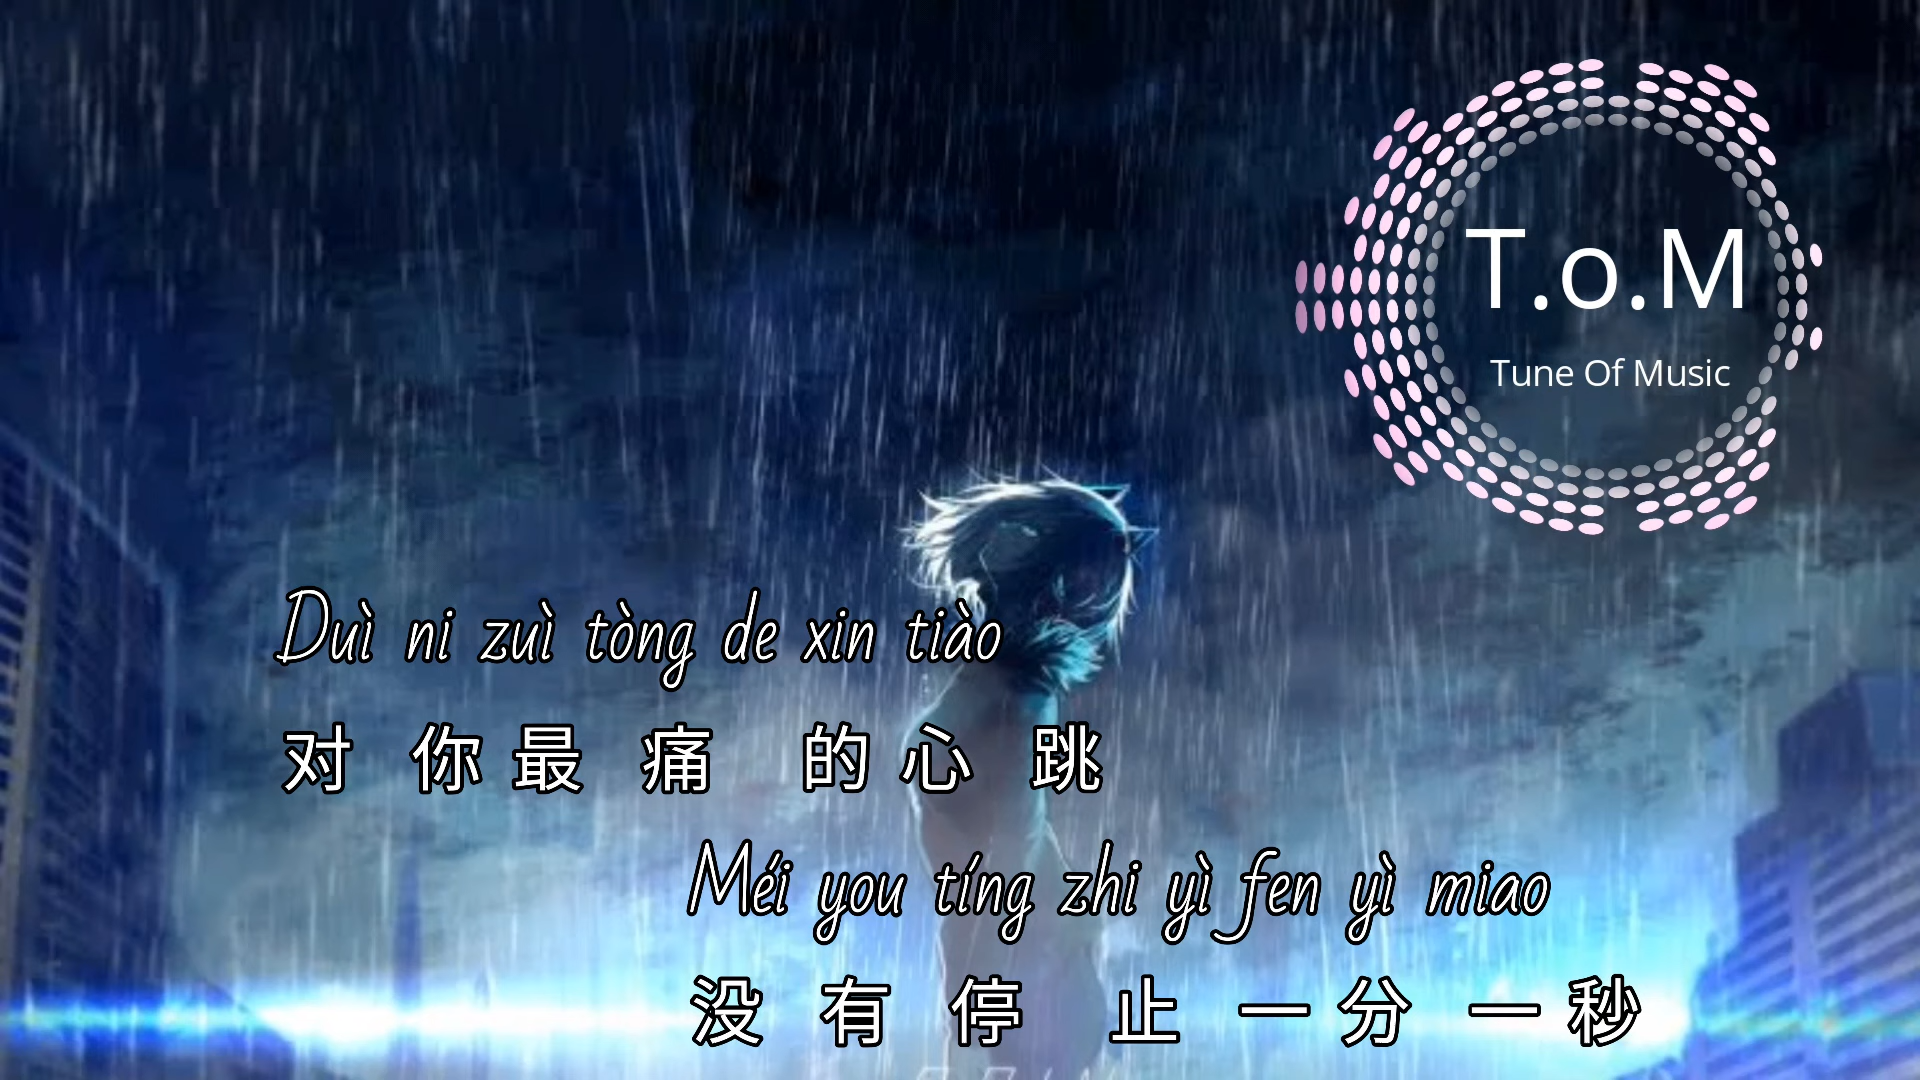 T.o.M
Tune Of Music
Duì ni zuì tòng de xin tiào
对 你 最 痛 的 心 跳
Méi you tíng zhi yì fen yì miao
没 有 停 止 一 分 一 秒